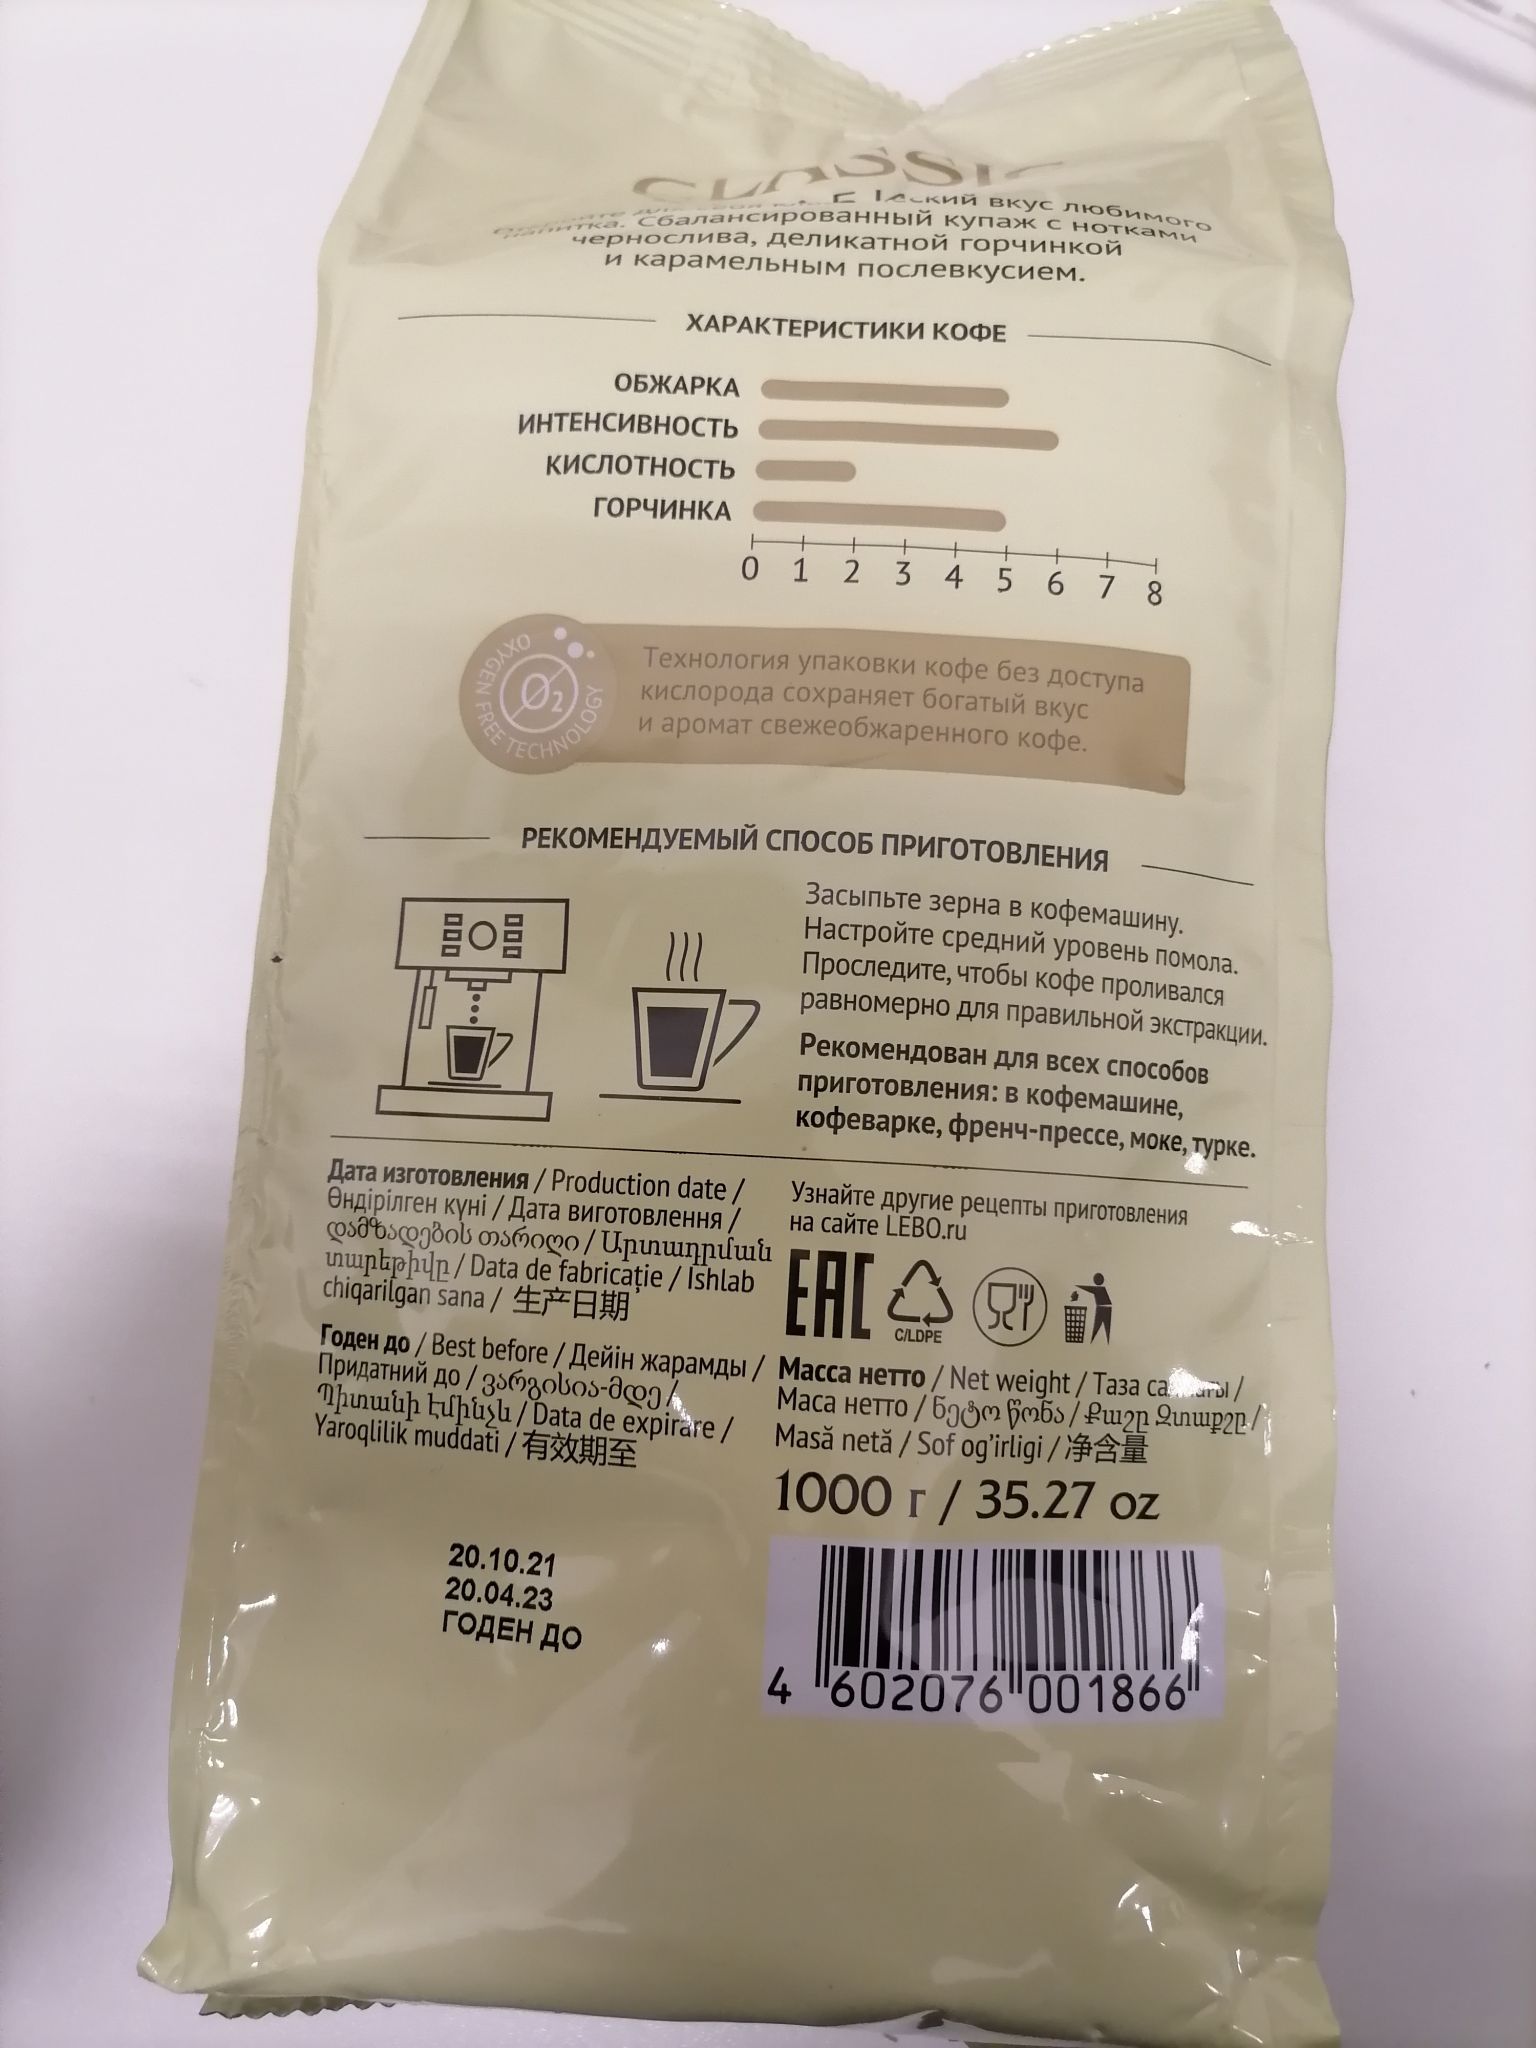 CLASSIC
вкус любимого
напитка. Сбалансированный купаж с нотками
чернослива, деликатной горчинкой
и карамельным послевкусием.
ХАРАКТЕРИСТИКИ КОФЕ
ОБЖАРКА
ИНТЕНСИВНОСТЬ
КИСЛОТНОСТЬ
ГОРЧИНКА
0 1 2 3 4 5 6 7 8
OXYGEN FREE TECHNOLOGY
O2
Технология упаковки кофе без доступа
кислорода сохраняет богатый вкус
и аромат свежеобжаренного кофе.
РЕКОМЕНДУЕМЫЙ СПОСОБ ПРИГОТОВЛЕНИЯ
Засыпьте зерна в кофемашину.
Настройте средний уровень помола.
Проследите, чтобы кофе проливался
равномерно для правильной экстракции.
Рекомендован для всех способов
приготовления: в кофемашине,
кофеварке, френч-прессе, моке, турке.
Дата изготовления / Production date /
Өндірілген күні / Дата виготовлення /
დამზადების თარიღი / Արտադրման
տարեթիվը / Data de fabricație / Ishlab
chiqarilgan sana / 生产日期
Годен до / Best before / Дейін жарамды /
Придатний до / ვარგისია-მდე /
Պիտանի էմինչև / Data de expirare /
Yaroqlilik muddati / 有效期至
Узнайте другие рецепты приготовления
на сайте LEBO.ru
EAC
C/LDPE
Масса нетто / Net weight / Таза /
Маса нетто / ნეტო წონა / Քաշը Զտաքշը /
Masă netă / Sof og'irligi / 净含量
1000 г / 35.27 oz
20.10.21
20.04.23
ГОДЕН ДО
4 602076 001866